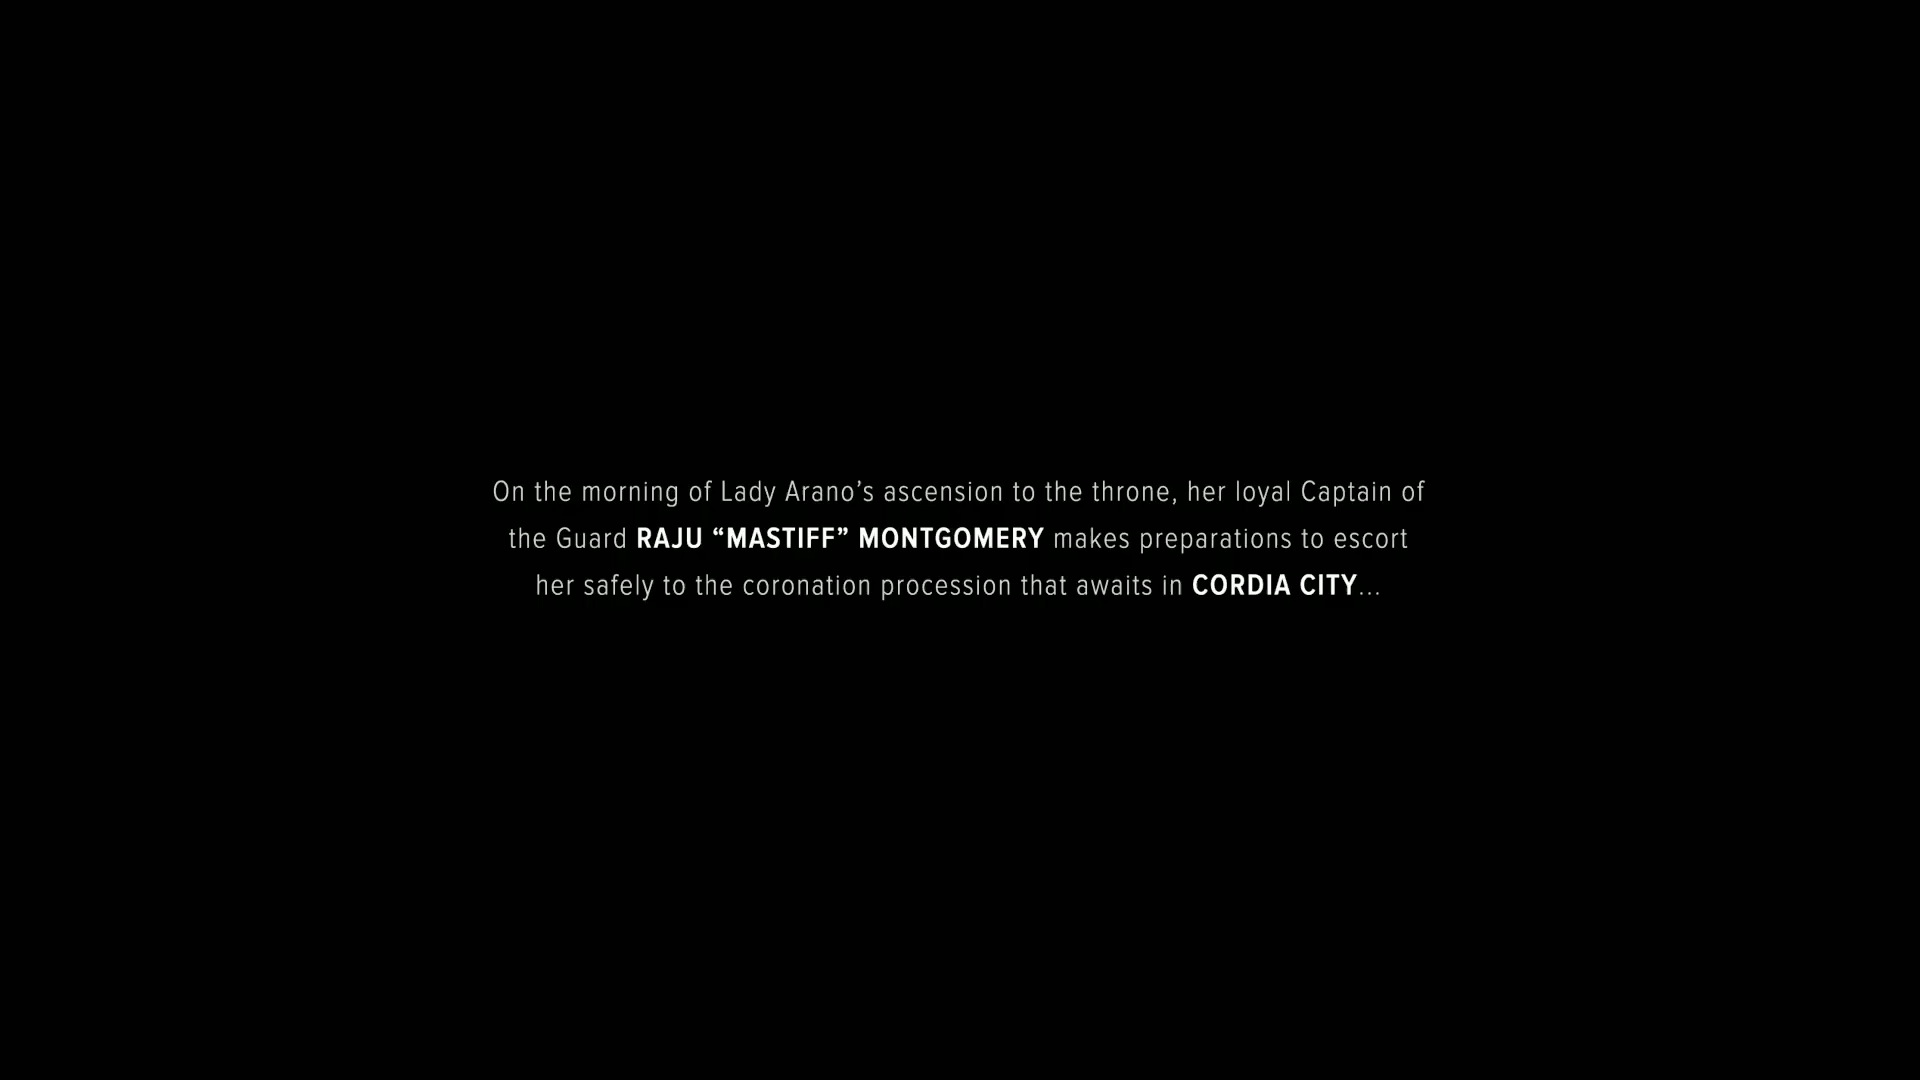 On the morning of Lady Arano’s ascension to the throne, her loyal Captain of
the Guard RAJU “MASTIFF” MONTGOMERY makes preparations to escort
her safely to the coronation procession that awaits in CORDIA CITY...